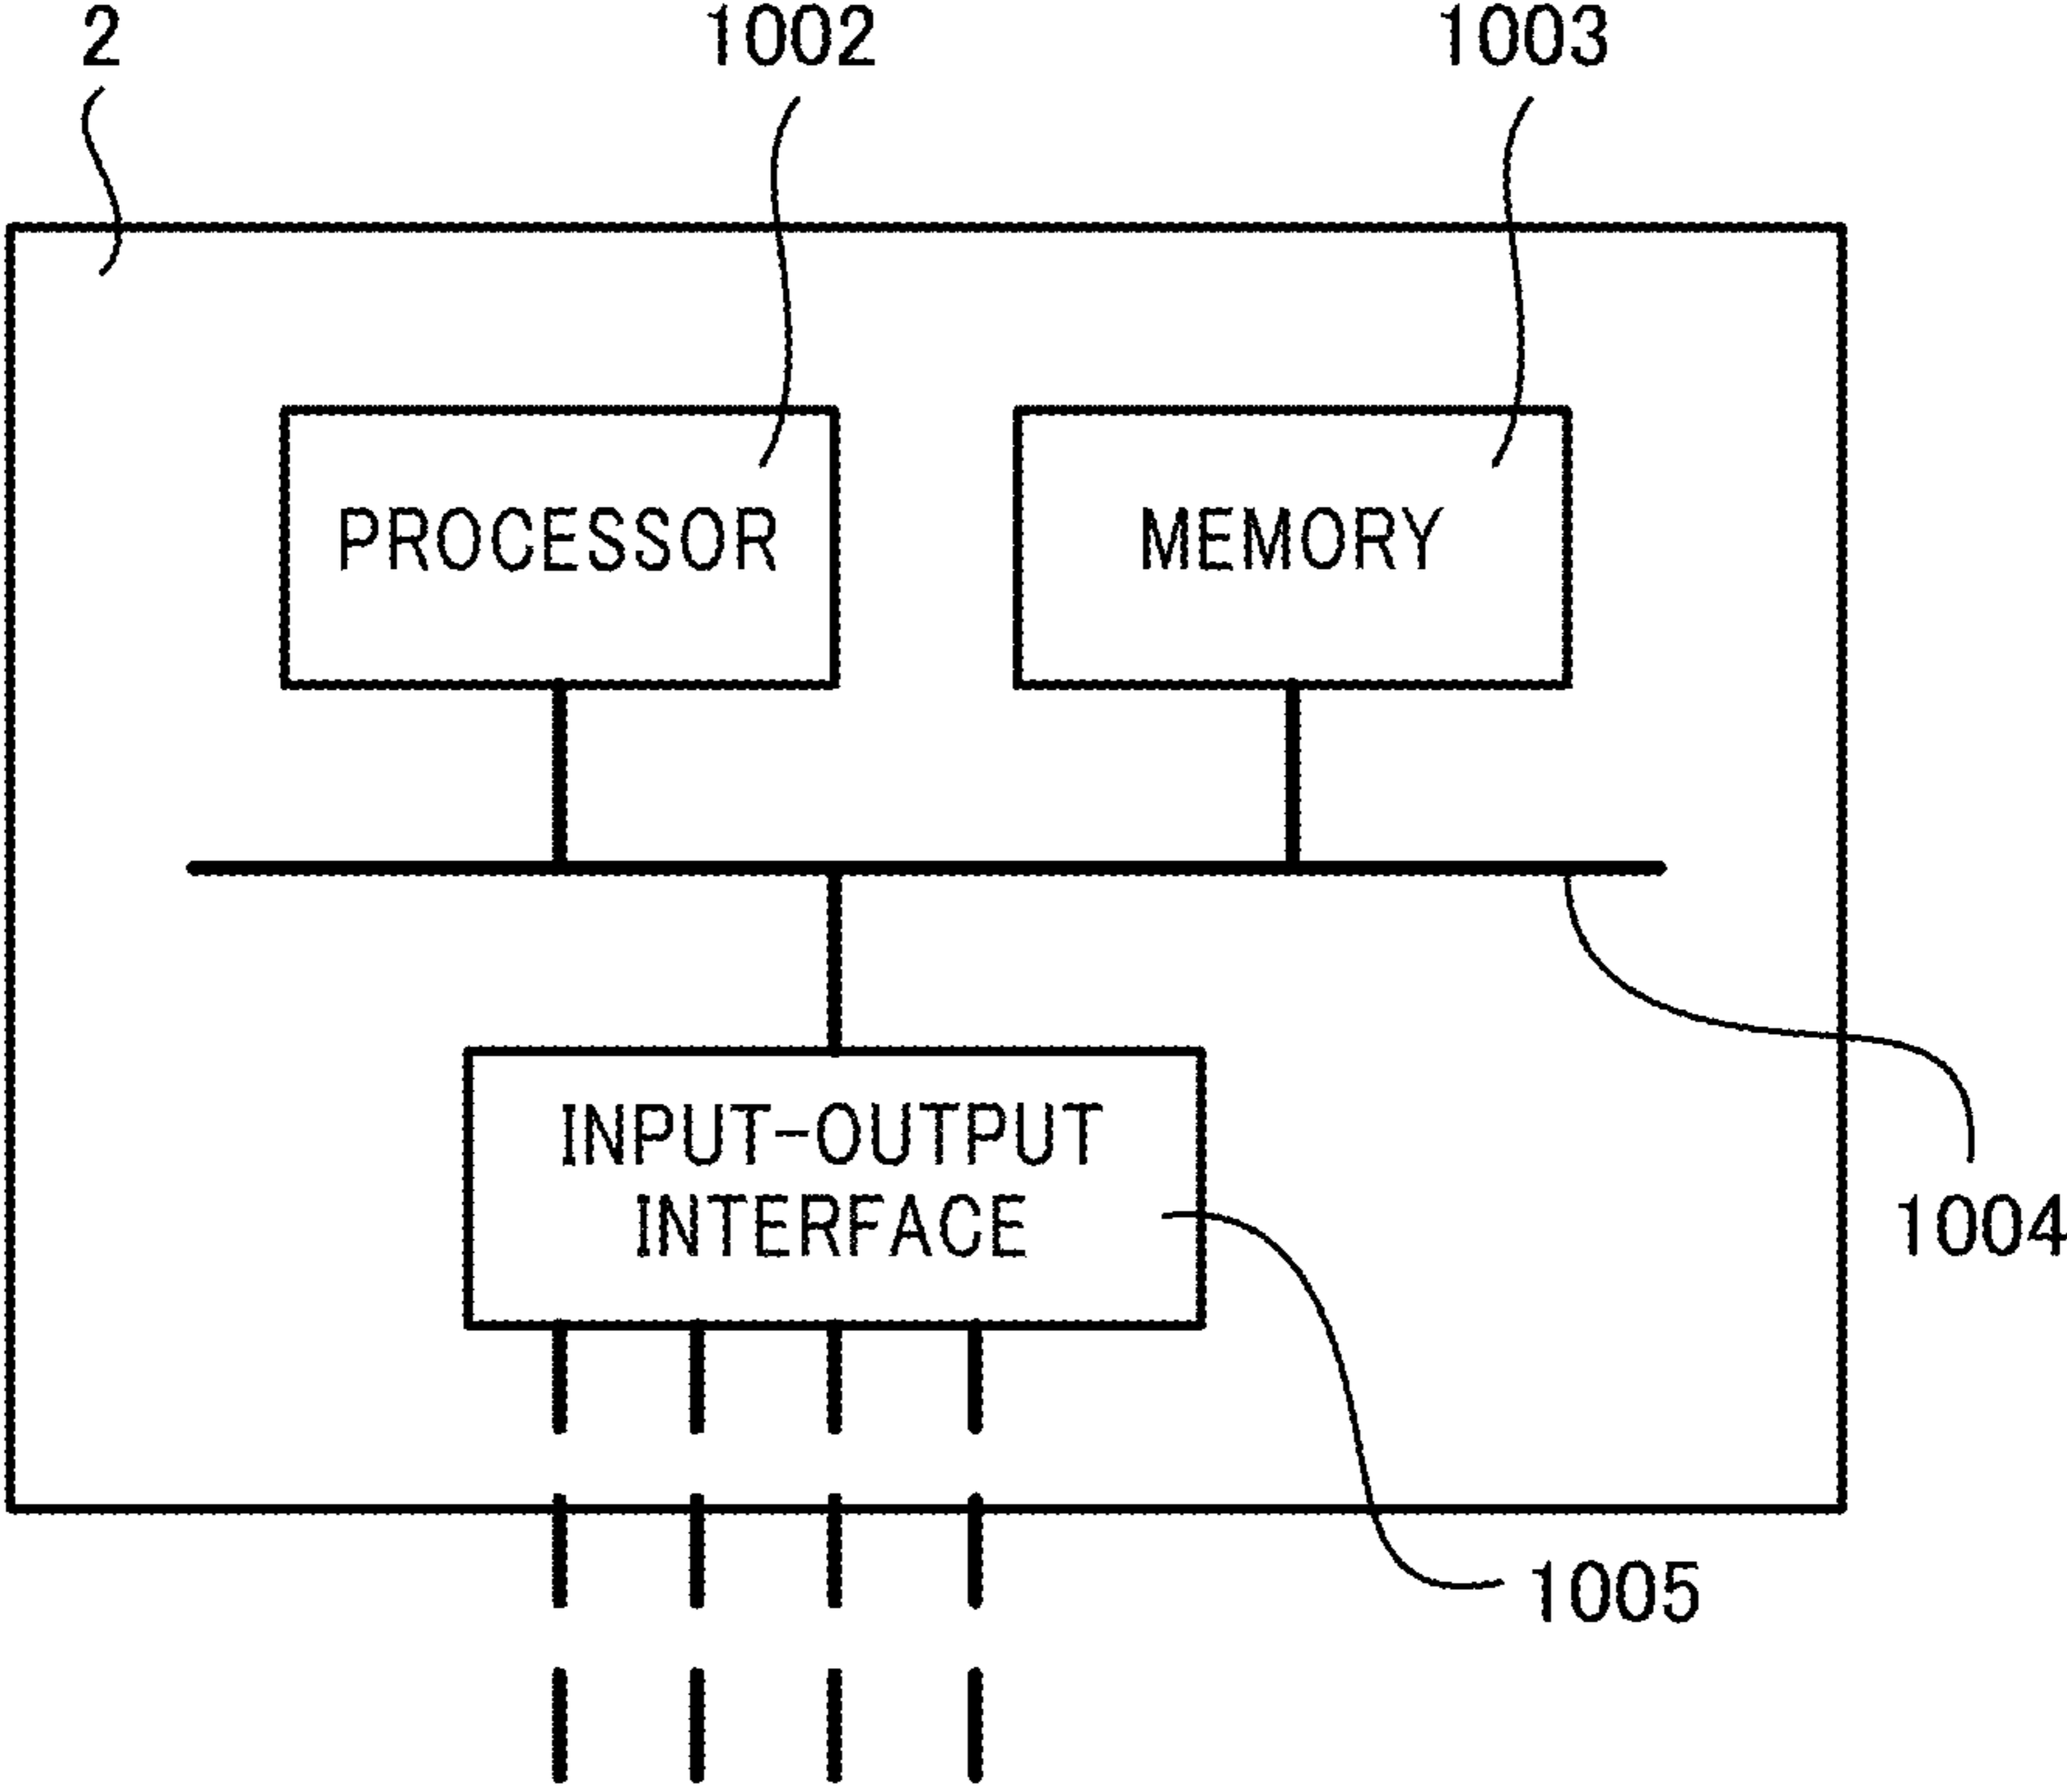 2
1002
1003
PROCESSOR
MEMORY
INPUT-OUTPUT
INTERFACE
1004
1005